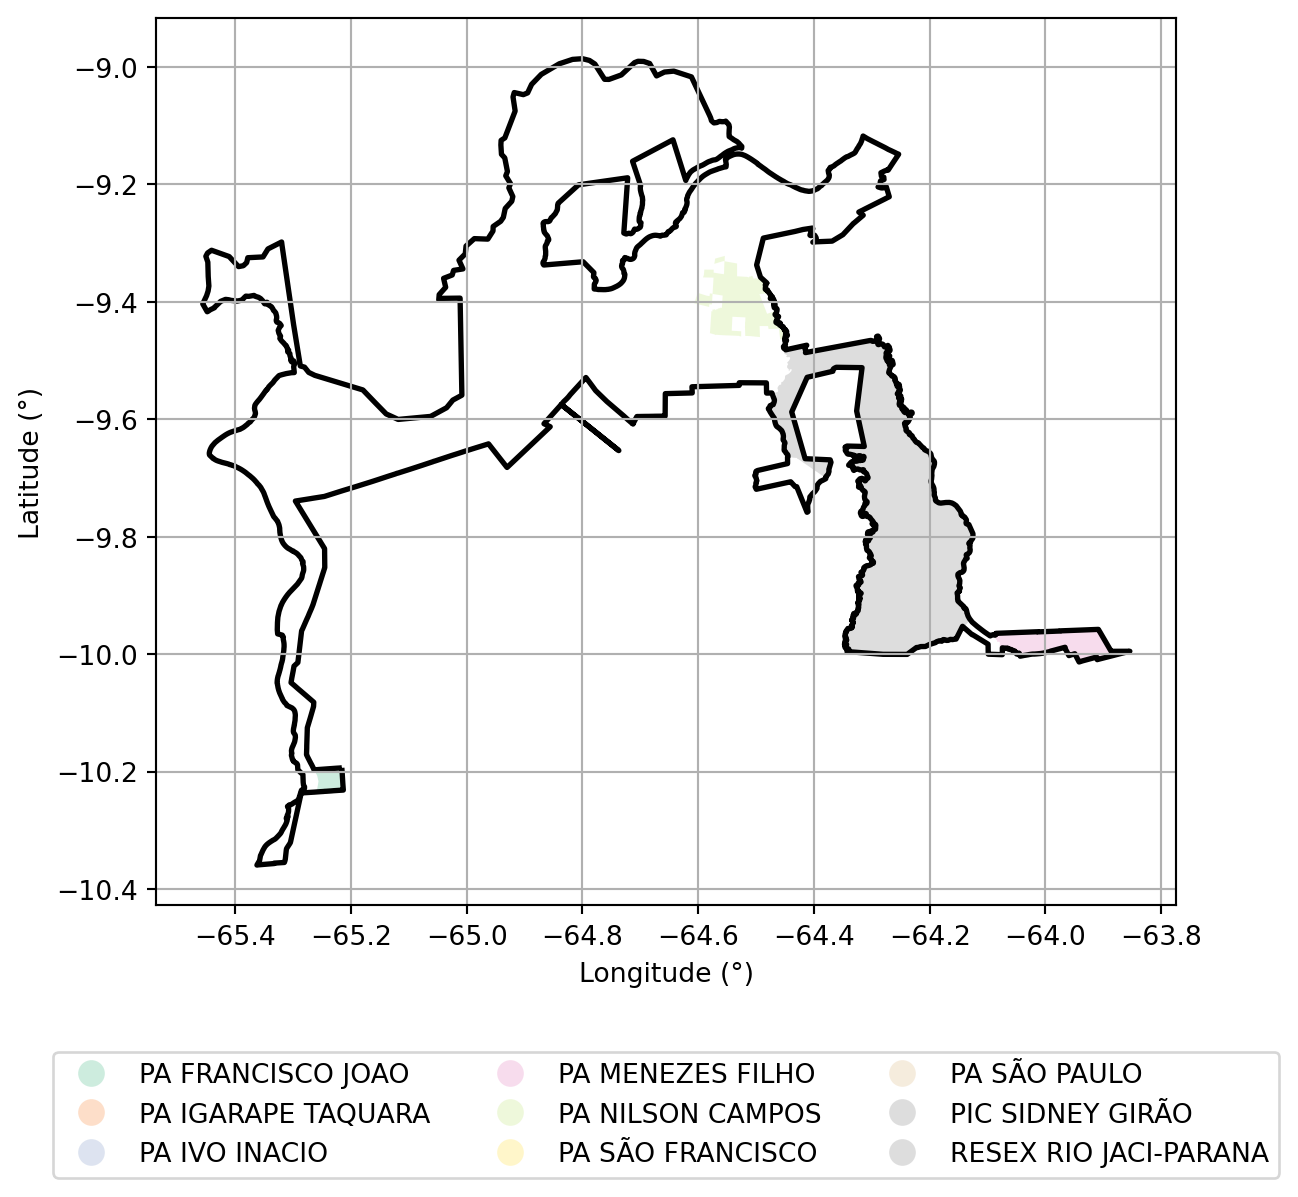 −9.0
−9.2
−9.4
−9.6
−9.8
−10.0
−10.2
−10.4
Latitude (°)
−65.4 −65.2 −65.0 −64.8 −64.6 −64.4 −64.2 −64.0 −63.8
Longitude (°)
PA FRANCISCO JOAO PA MENEZES FILHO PA SÃO PAULO
PA IGARAPE TAQUARA PA NILSON CAMPOS PIC SIDNEY GIRÃO
PA IVO INACIO PA SÃO FRANCISCO RESEX RIO JACI-PARANA